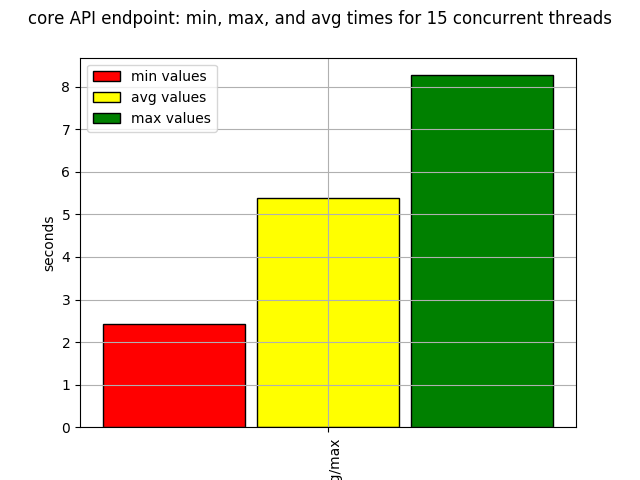 core API endpoint: min, max, and avg times for 15 concurrent threads
min values
avg values
max values
8
7
6
5
4
3
2
1
0
seconds
g/max